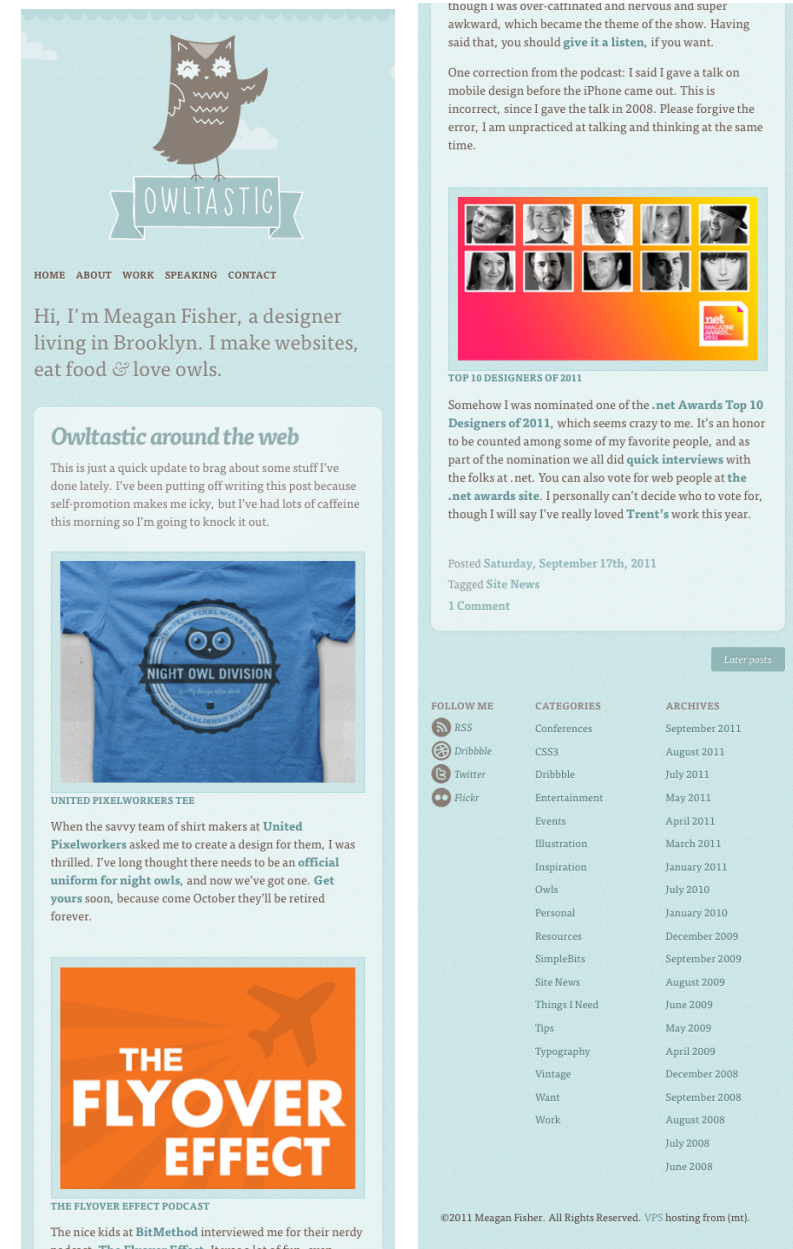 OWLTASTIC
HOME ABOUT WORK SPEAKING CONTACT
Hi, I'm Meagan Fisher, a designer
living in Brooklyn. I make websites,
eat food & love owls.
Owltastic around the web
This is just a quick update to brag about some stuff I've
done lately. I've been putting off writing this post because
self-promotion makes me icky, but I've had lots of caffeine
this morning so I'm going to knock it out.
UNITED PIXELWORKERS
NIGHT OWL DIVISION
ESTABLISHED 2010
UNITED PIXELWORKERS TEE
When the savvy team of shirt makers at United
Pixelworkers asked me to create a design for them, I was
thrilled. I've long thought there needs to be an official
uniform for night owls, and now we've got one. Get
yours soon, because come October they'll be retired
forever.
THE
FLYOVER
EFFECT
THE FLYOVER EFFECT PODCAST
The nice kids at BitMethod interviewed me for their nerdy
podcast, The Flyover Effect. It was a lot of fun, even
though I was over-caffinated and nervous and super
awkward, which became the theme of the show. Having
said that, you should give it a listen, if you want.
One correction from the podcast: I said I gave a talk on
mobile design before the iPhone came out. This is
incorrect, since I gave the talk in 2008. Please forgive the
error, I am unpracticed at talking and thinking at the same
time.
.net
MAGAZINE
AWARDS
2011
TOP 10 DESIGNERS OF 2011
Somehow I was nominated one of the .net Awards Top 10
Designers of 2011, which seems crazy to me. It's an honor
to be counted among some of my favorite people, and as
part of the nomination we all did quick interviews with
the folks at .net. You can also vote for web people at the
.net awards site. I personally can't decide who to vote for,
though I will say I've really loved Trent's work this year.
Posted Saturday, September 17th, 2011
Tagged Site News
1 Comment
Later posts
FOLLOW ME
RSS
Dribbble
Twitter
Flickr
CATEGORIES
Conferences
CSS3
Dribbble
Entertainment
Events
Illustration
Inspiration
Owls
Personal
Resources
SimpleBits
Site News
Things I Need
Tips
Typography
Vintage
Want
Work
ARCHIVES
September 2011
August 2011
July 2011
May 2011
April 2011
March 2011
January 2011
July 2010
January 2010
December 2009
September 2009
August 2009
June 2009
May 2009
April 2009
December 2008
September 2008
August 2008
July 2008
June 2008
©2011 Meagan Fisher. All Rights Reserved. VPS hosting from (mt).